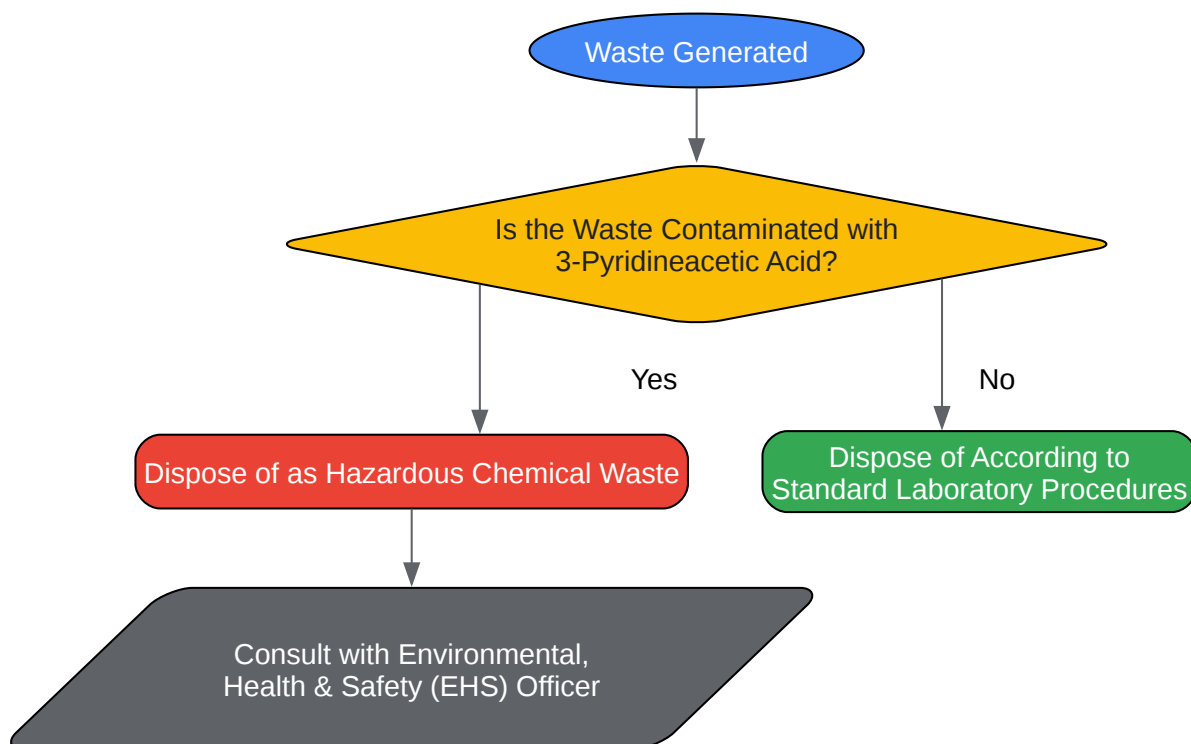 Waste Generated
Is the Waste Contaminated with
3-Pyridineacetic Acid?
Yes
No
Dispose of as Hazardous Chemical Waste
Dispose of According to
Standard Laboratory Procedures
Consult with Environmental,
Health & Safety (EHS) Officer